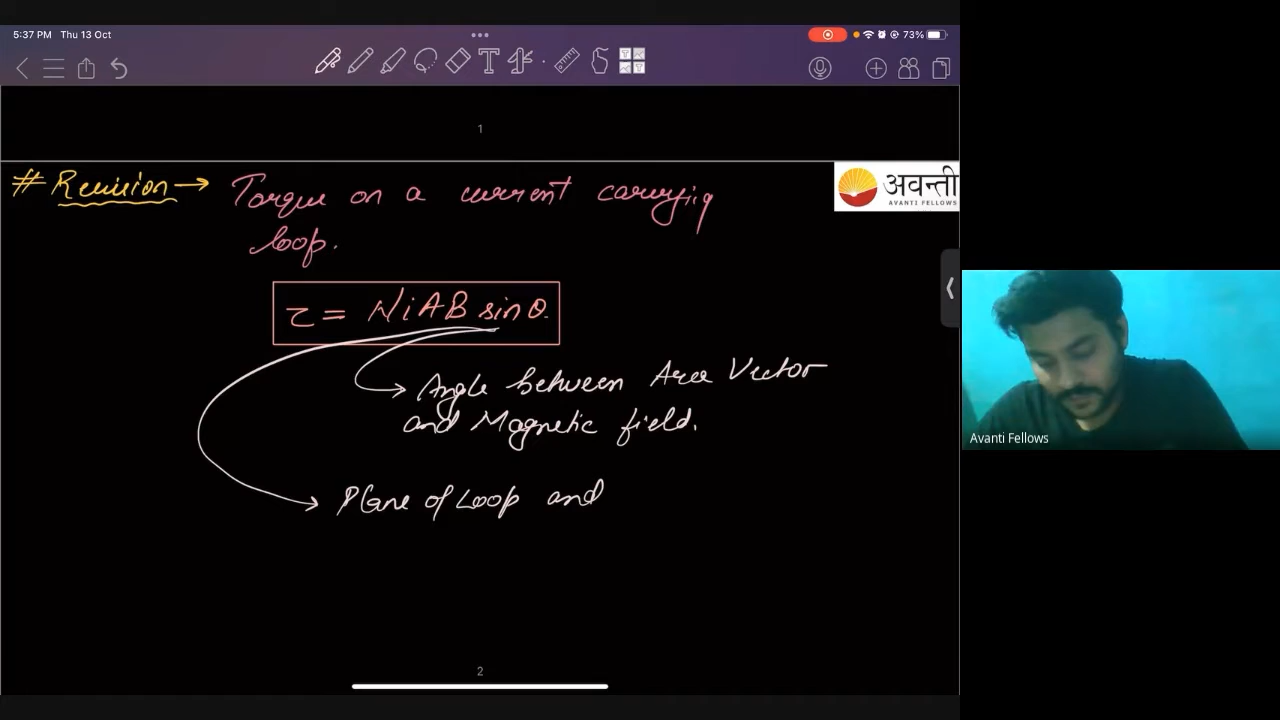 5:37 PM Thu 13 Oct
73%
1
# Revision → Torque on a current carrying
loop.
अवन्ती
AVANTI FELLOWS
τ = NiAB sin θ.
Angle between Area Vector
and Magnetic field.
Plane of Loop and
Avanti Fellows
2